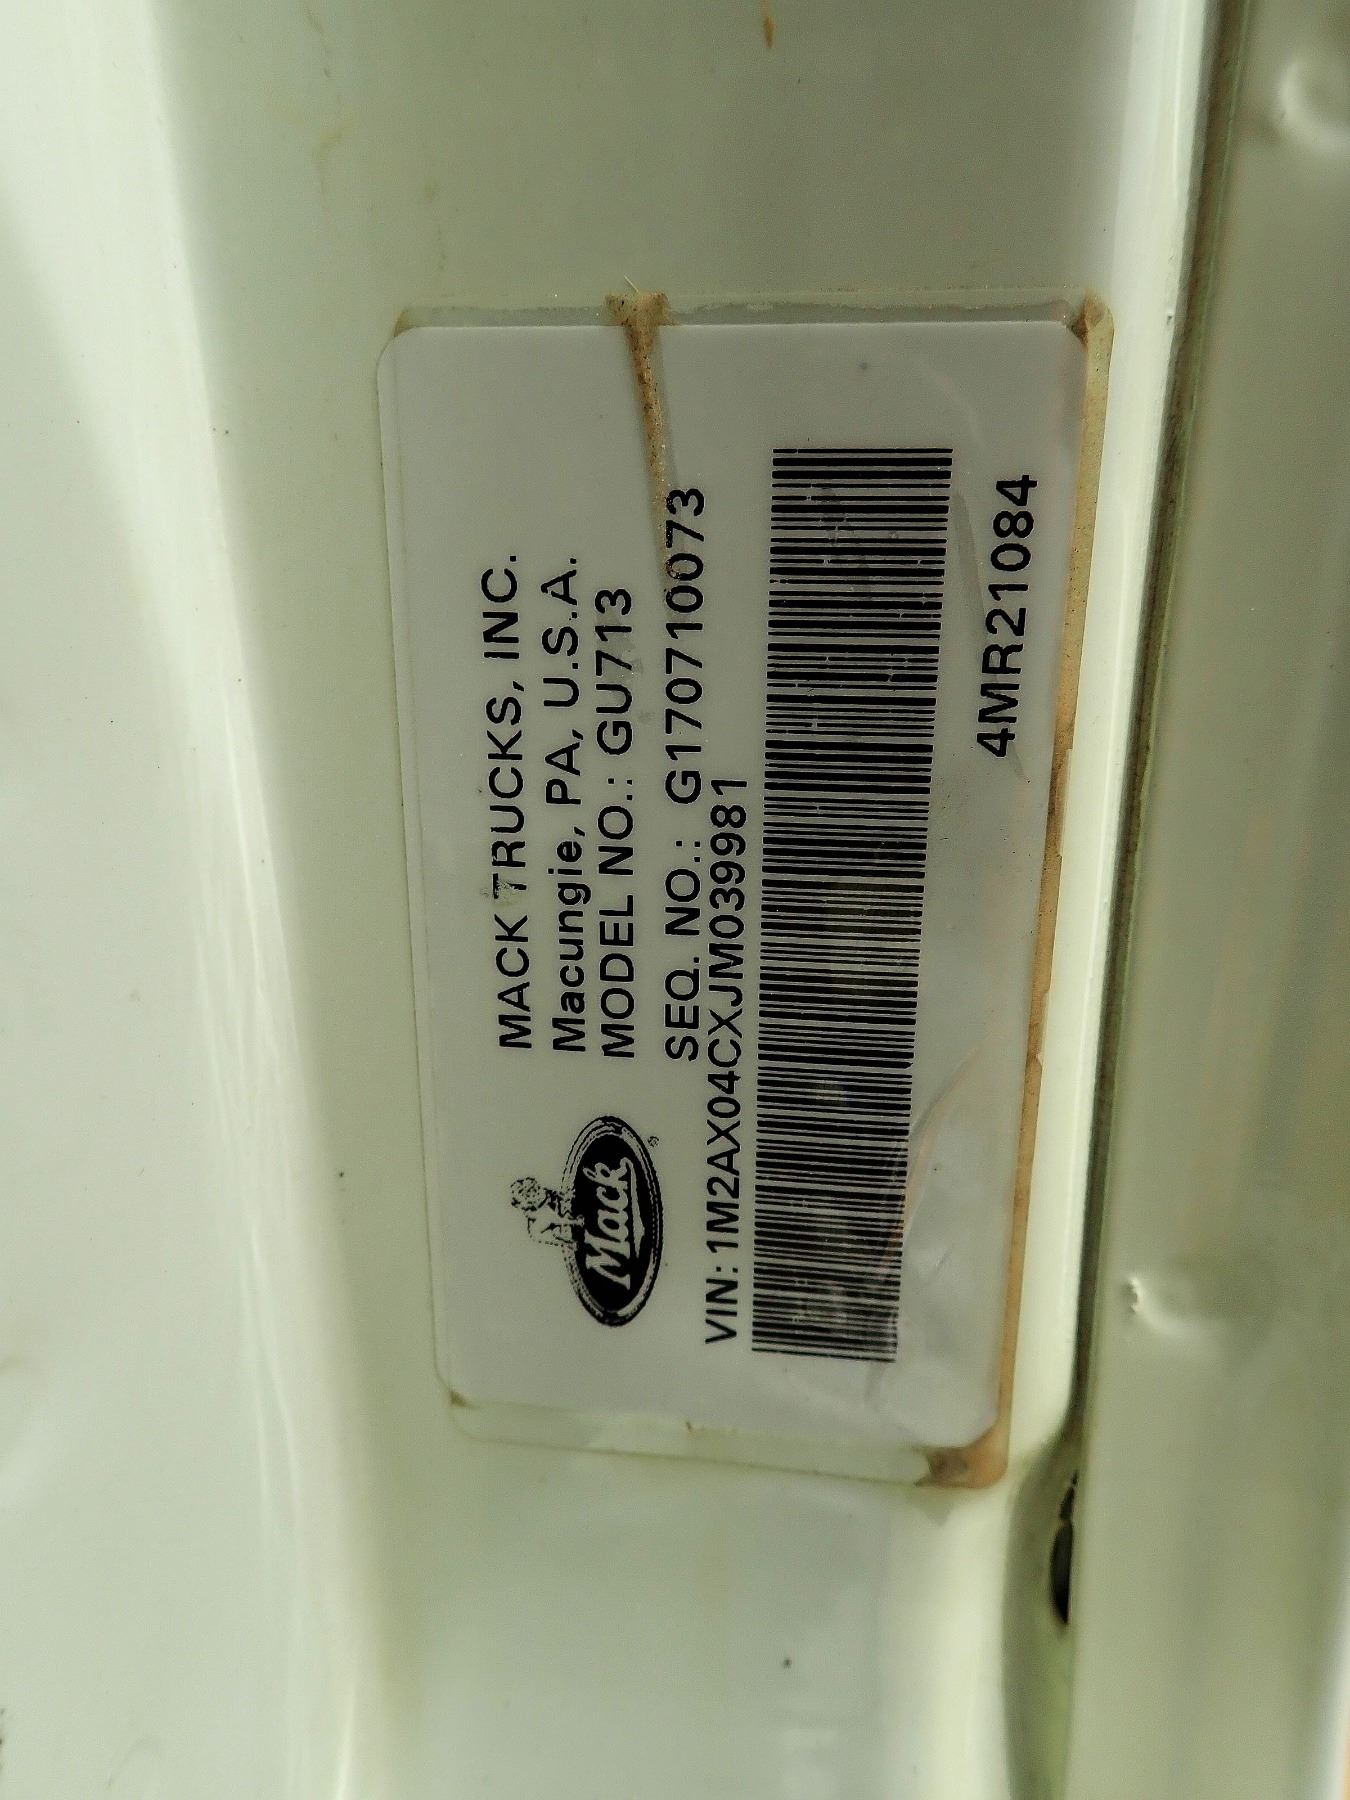 MACK TRUCKS, INC.
Macungie, PA, U.S.A.
MODEL NO.: GU713
SEQ. NO.: G170710073
Mack
®
VIN: 1M2AX04CXJM039981
4MR21084